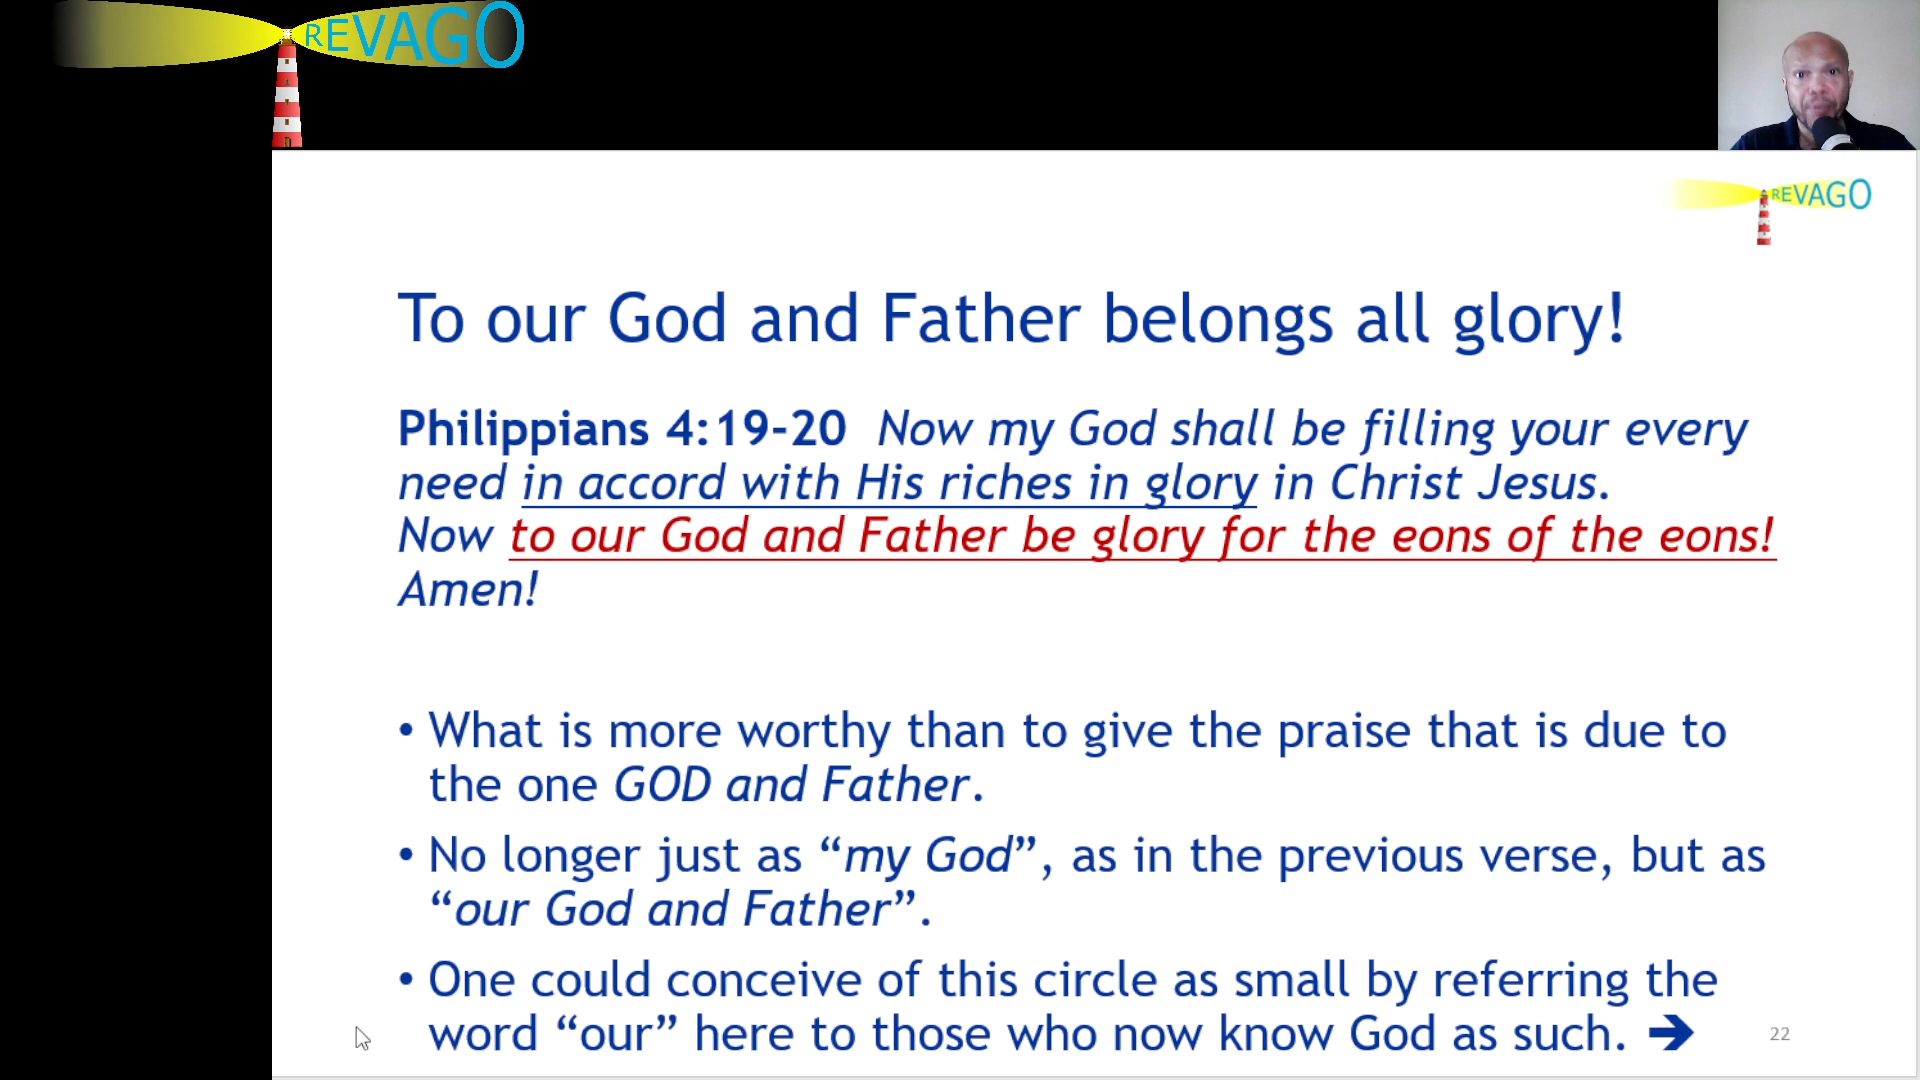 REVAGO
REVAGO
To our God and Father belongs all glory!
Philippians 4:19-20 Now my God shall be filling your every
need in accord with His riches in glory in Christ Jesus.
Now to our God and Father be glory for the eons of the eons!
Amen!
• What is more worthy than to give the praise that is due to
the one GOD and Father.
• No longer just as “my God”, as in the previous verse, but as
“our God and Father”.
• One could conceive of this circle as small by referring the
word “our” here to those who now know God as such. ➔
22